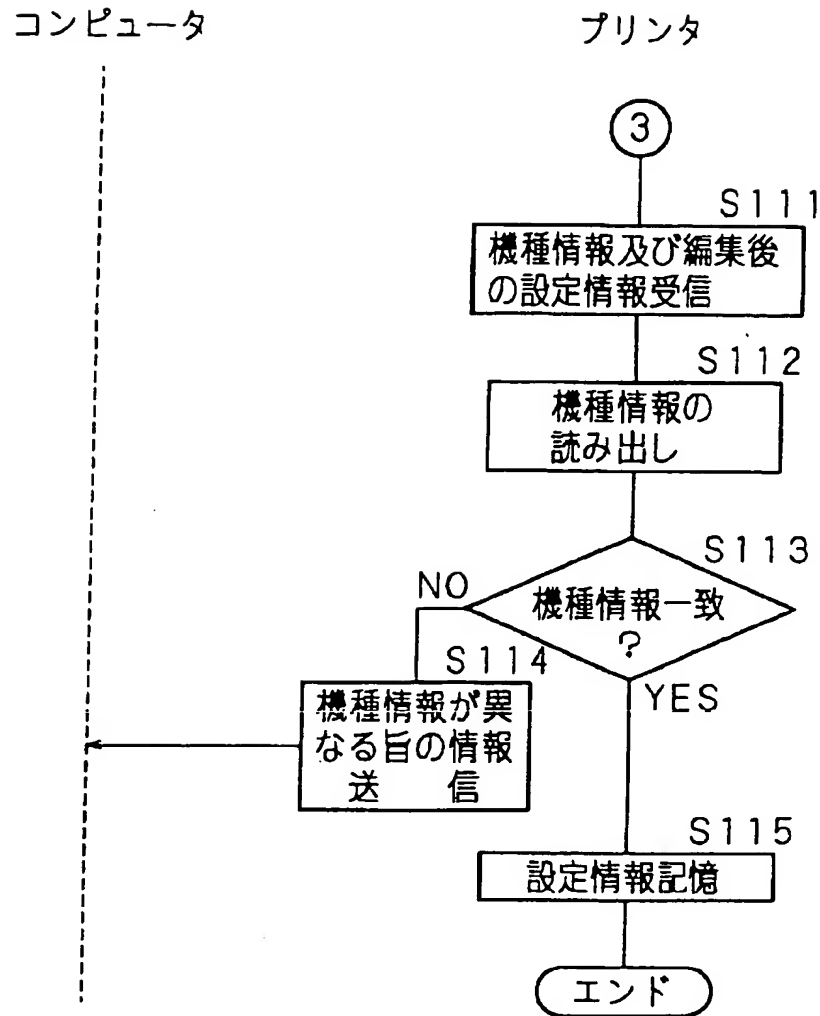 コンピュータ
プリンタ
3
S111
機種情報及び編集後
の設定情報受信
S112
機種情報の
読み出し
S113
NO
機種情報一致
?
S114
YES
機種情報が異
なる旨の情報
送 信
S115
設定情報記憶
エンド